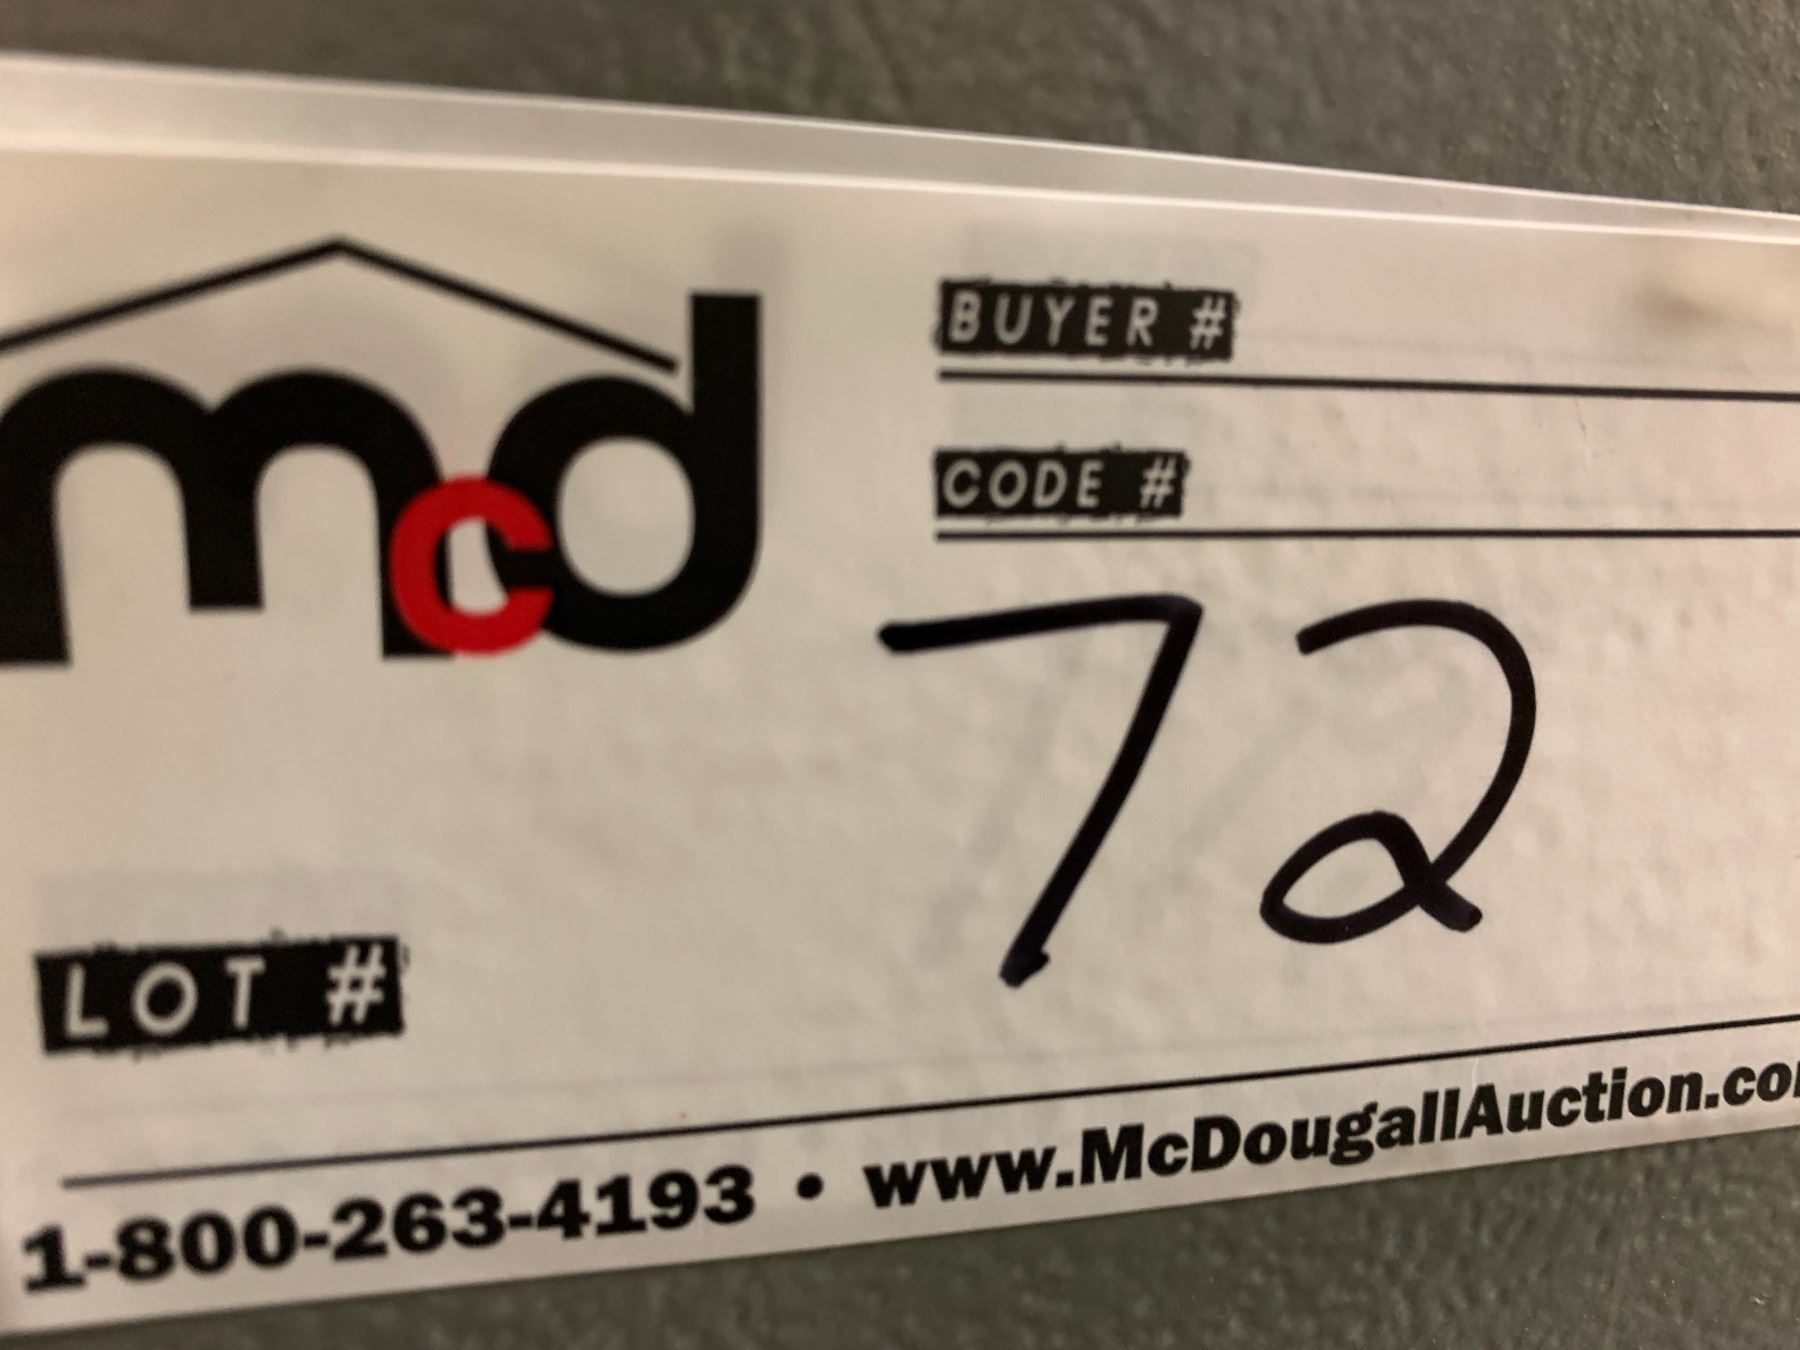 mcd
BUYER #
CODE #
72
LOT #
1-800-263-4193 • www.McDougallAuction.co